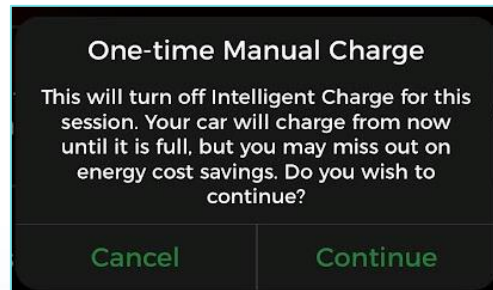 One-time Manual Charge
This will turn off Intelligent Charge for this
session. Your car will charge from now
until it is full, but you may miss out on
energy cost savings. Do you wish to
continue?
Cancel
Continue